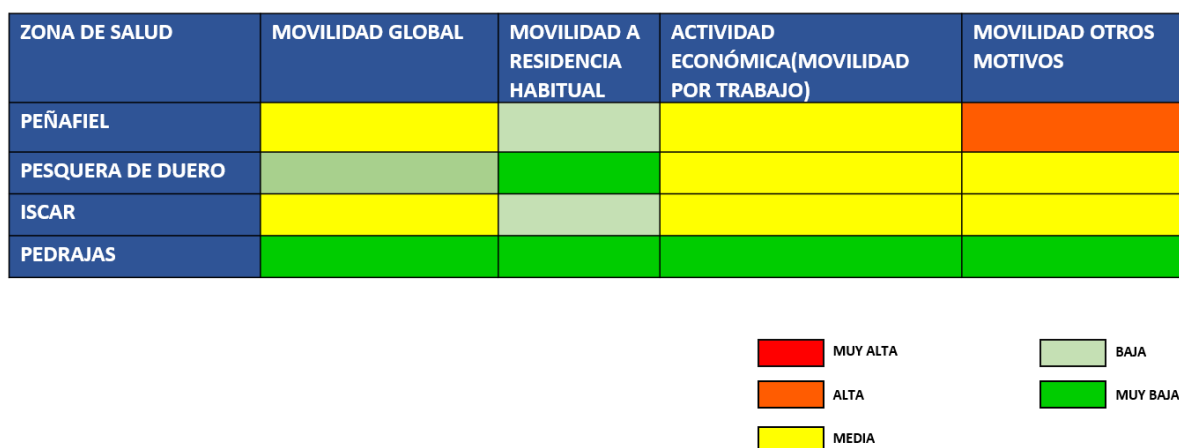 ZONA DE SALUD
MOVILIDAD GLOBAL
MOVILIDAD A
RESIDENCIA
HABITUAL
ACTIVIDAD
ECONÓMICA(MOVILIDAD
POR TRABAJO)
MOVILIDAD OTROS
MOTIVOS
PEÑAFIEL
PESQUERA DE DUERO
ISCAR
PEDRAJAS
MUY ALTA
BAJA
ALTA
MUY BAJA
MEDIA